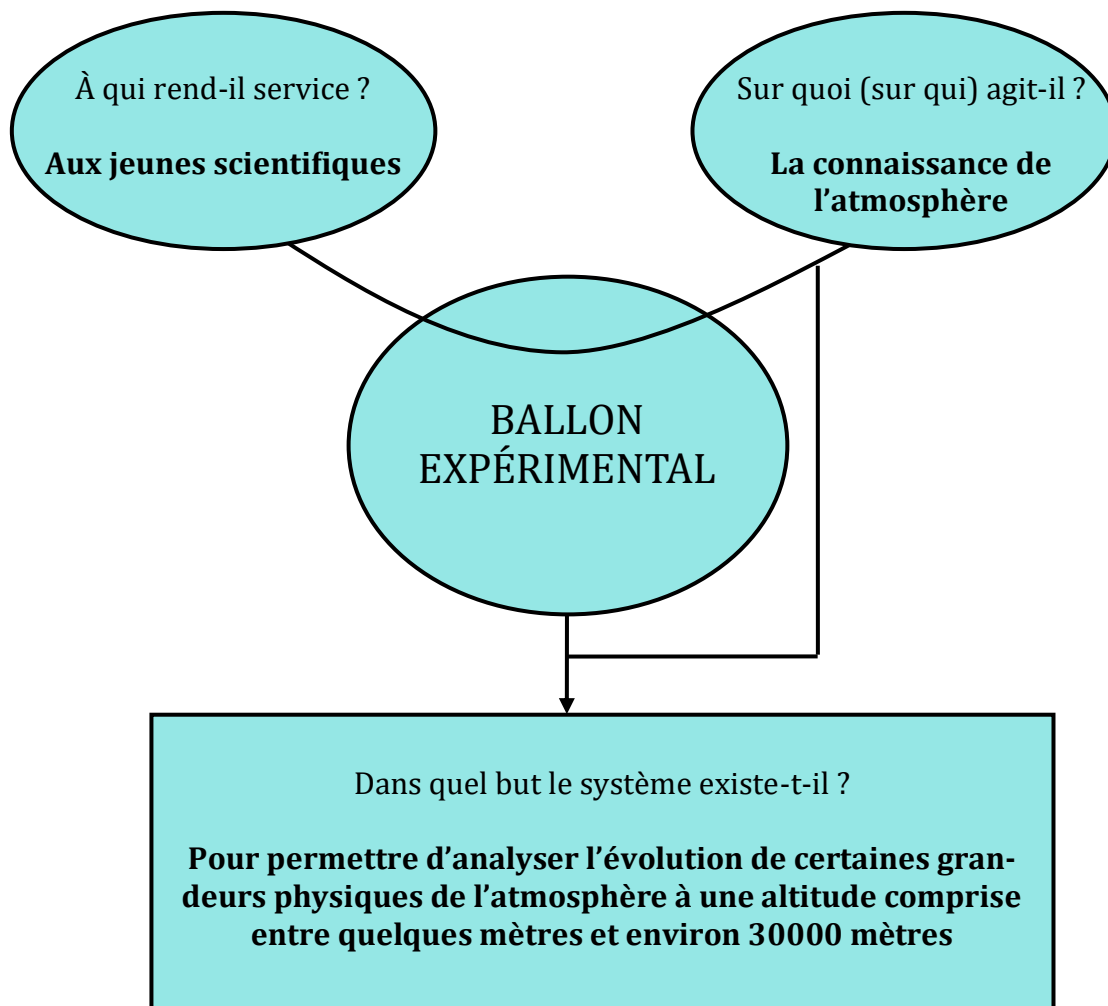 À qui rend-il service ?
Aux jeunes scientifiques
Sur quoi (sur qui) agit-il ?
La connaissance de
l’atmosphère
BALLON
EXPÉRIMENTAL
Dans quel but le système existe-t-il ?
Pour permettre d’analyser l’évolution de certaines gran-
deurs physiques de l’atmosphère à une altitude comprise
entre quelques mètres et environ 30000 mètres